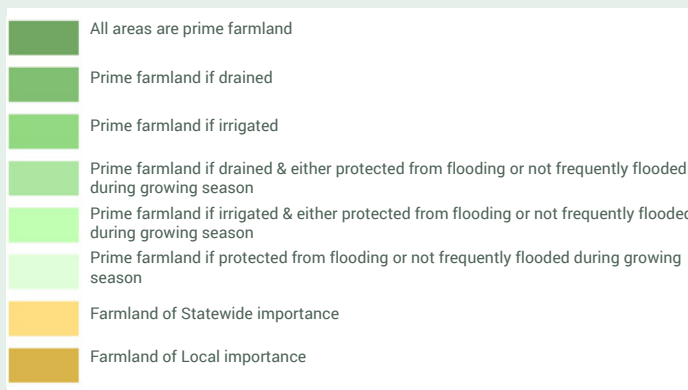 All areas are prime farmland
Prime farmland if drained
Prime farmland if irrigated
Prime farmland if drained & either protected from flooding or not frequently flooded
during growing season
Prime farmland if irrigated & either protected from flooding or not frequently flooded
during growing season
Prime farmland if protected from flooding or not frequently flooded during growing
season
Farmland of Statewide importance
Farmland of Local importance